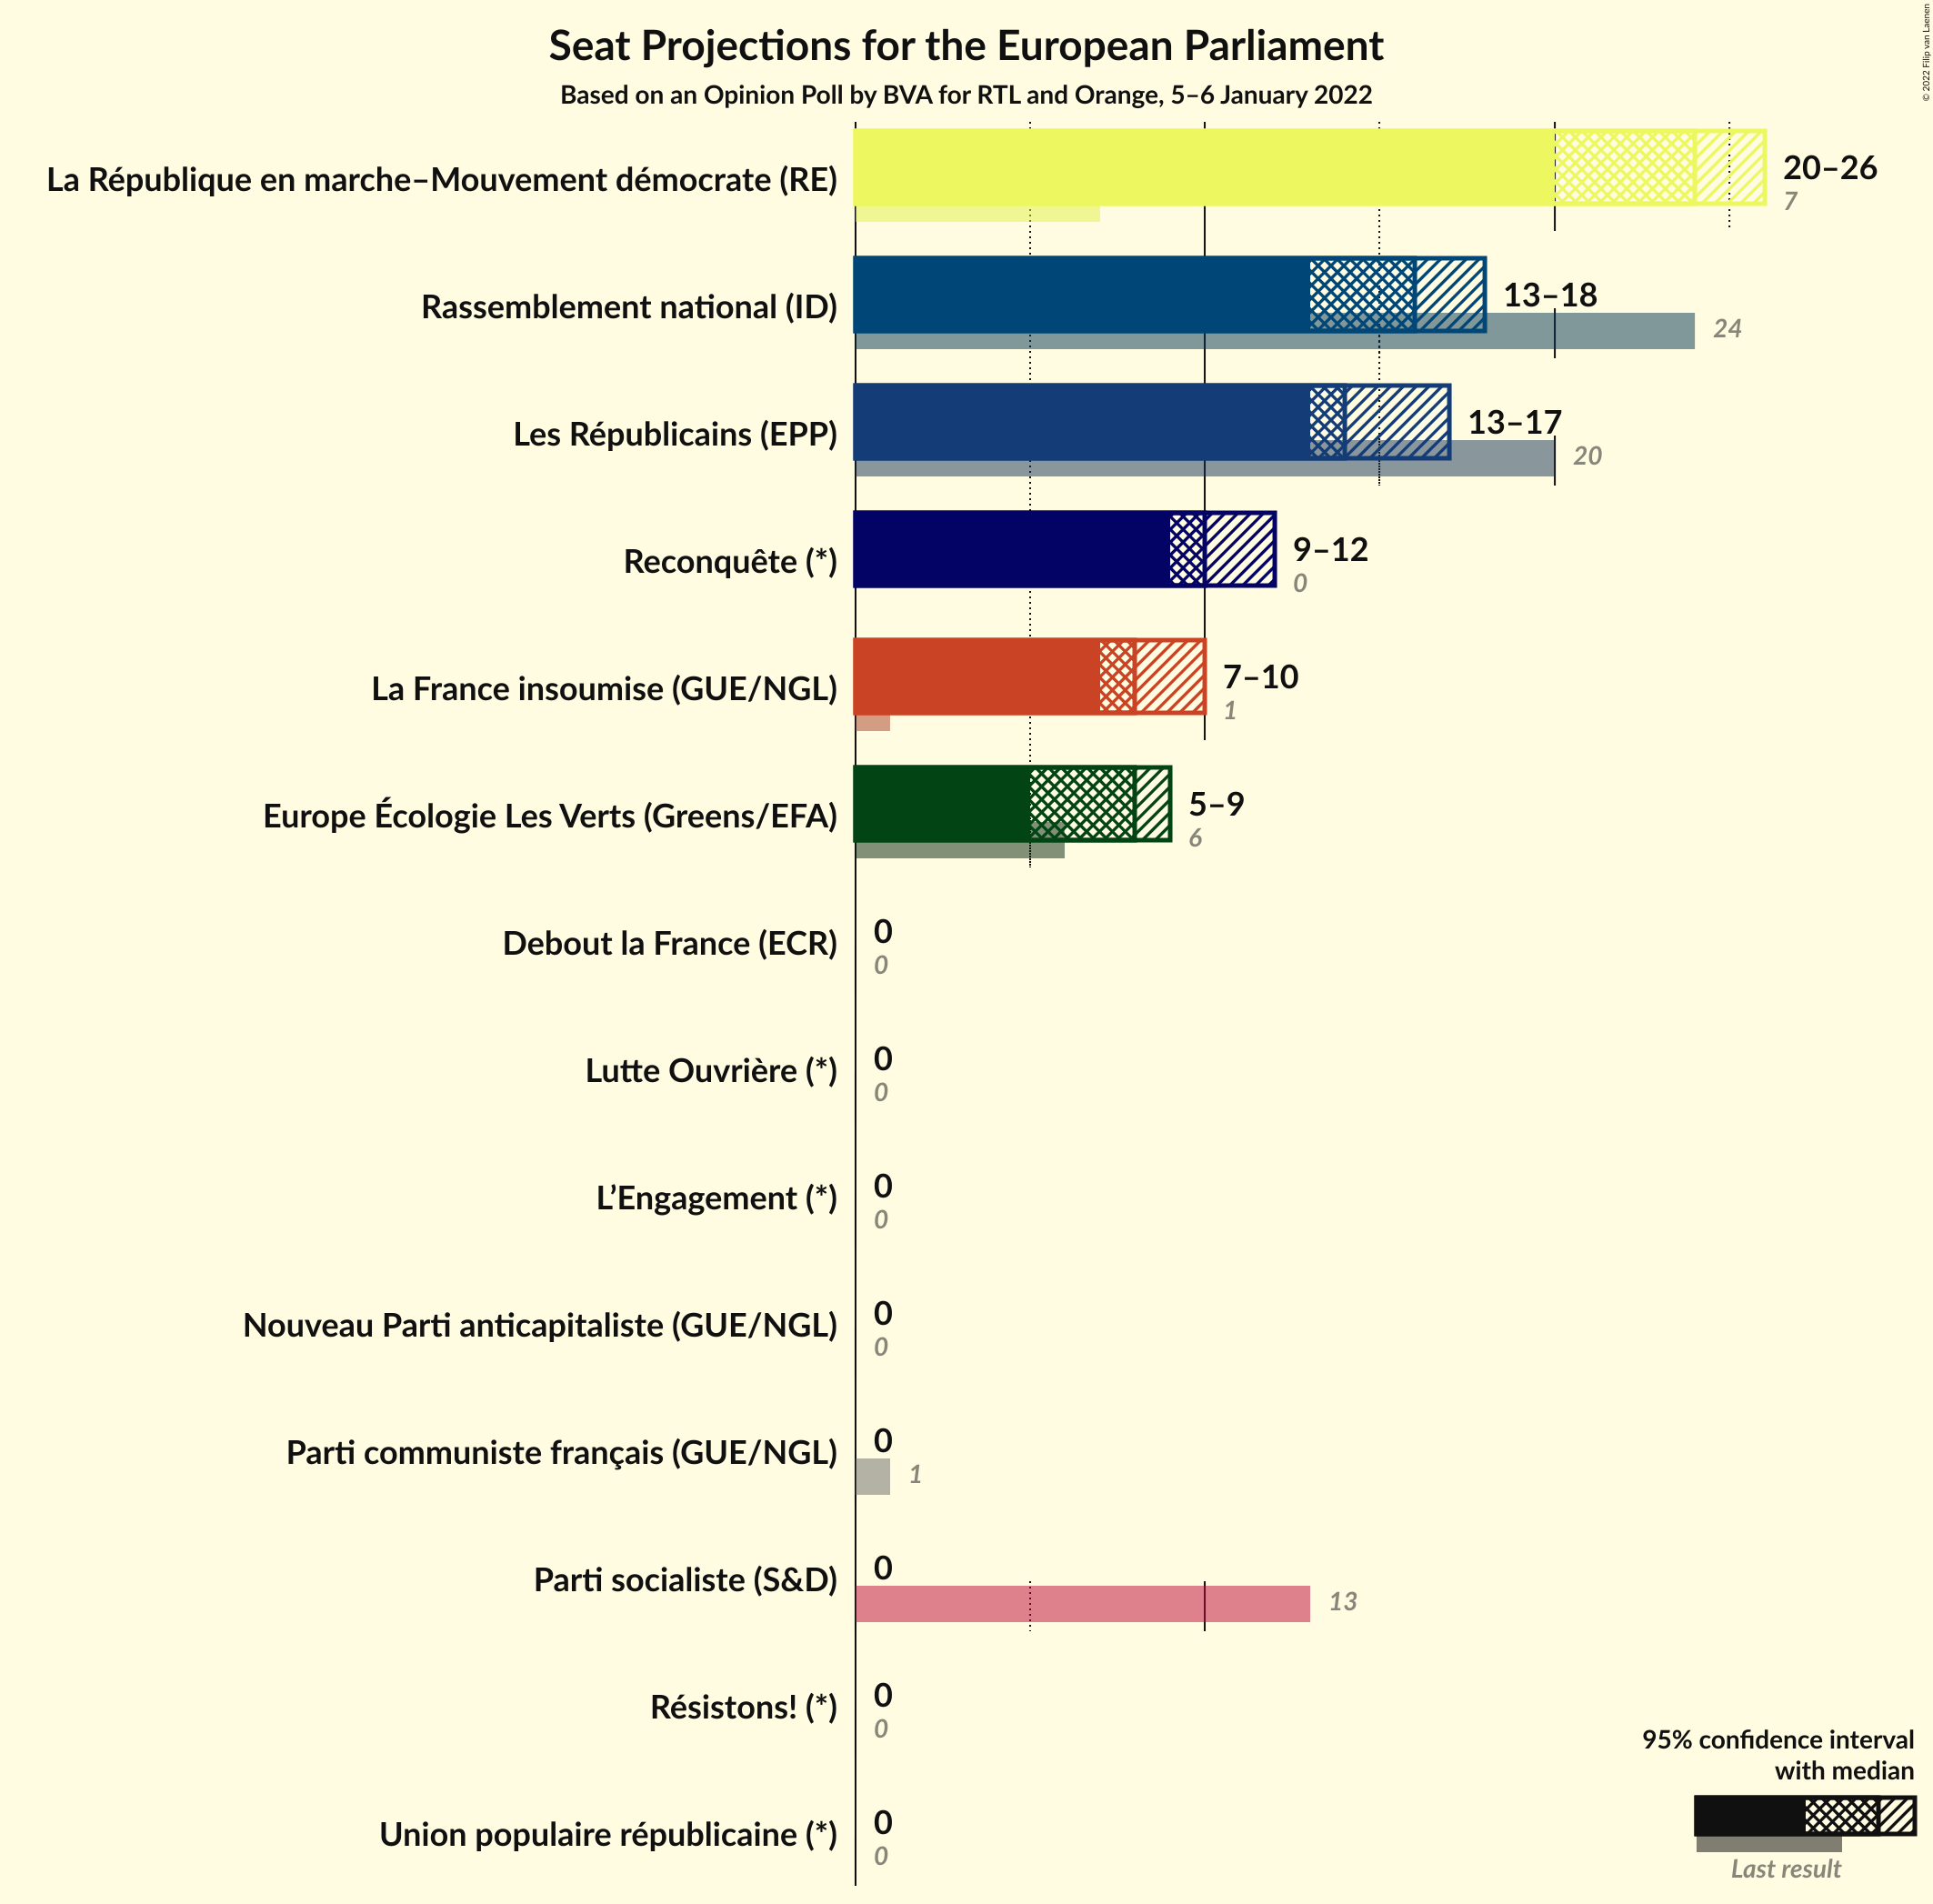 Seat Projections for the European Parliament
Based on an Opinion Poll by BVA for RTL and Orange, 5–6 January 2022
© 2022 Filip van Laenen
La République en marche–Mouvement démocrate (RE)
20–26
7
Rassemblement national (ID)
13–18
24
Les Républicains (EPP)
13–17
20
Reconquête (*)
9–12
0
La France insoumise (GUE/NGL)
7–10
1
Europe Écologie Les Verts (Greens/EFA)
5–9
6
Debout la France (ECR)
0
0
Lutte Ouvrière (*)
0
0
L’Engagement (*)
0
0
Nouveau Parti anticapitaliste (GUE/NGL)
0
0
Parti communiste français (GUE/NGL)
0
1
Parti socialiste (S&D)
0
13
Résistons! (*)
0
0
Union populaire républicaine (*)
0
0
95% confidence interval
with median
Last result